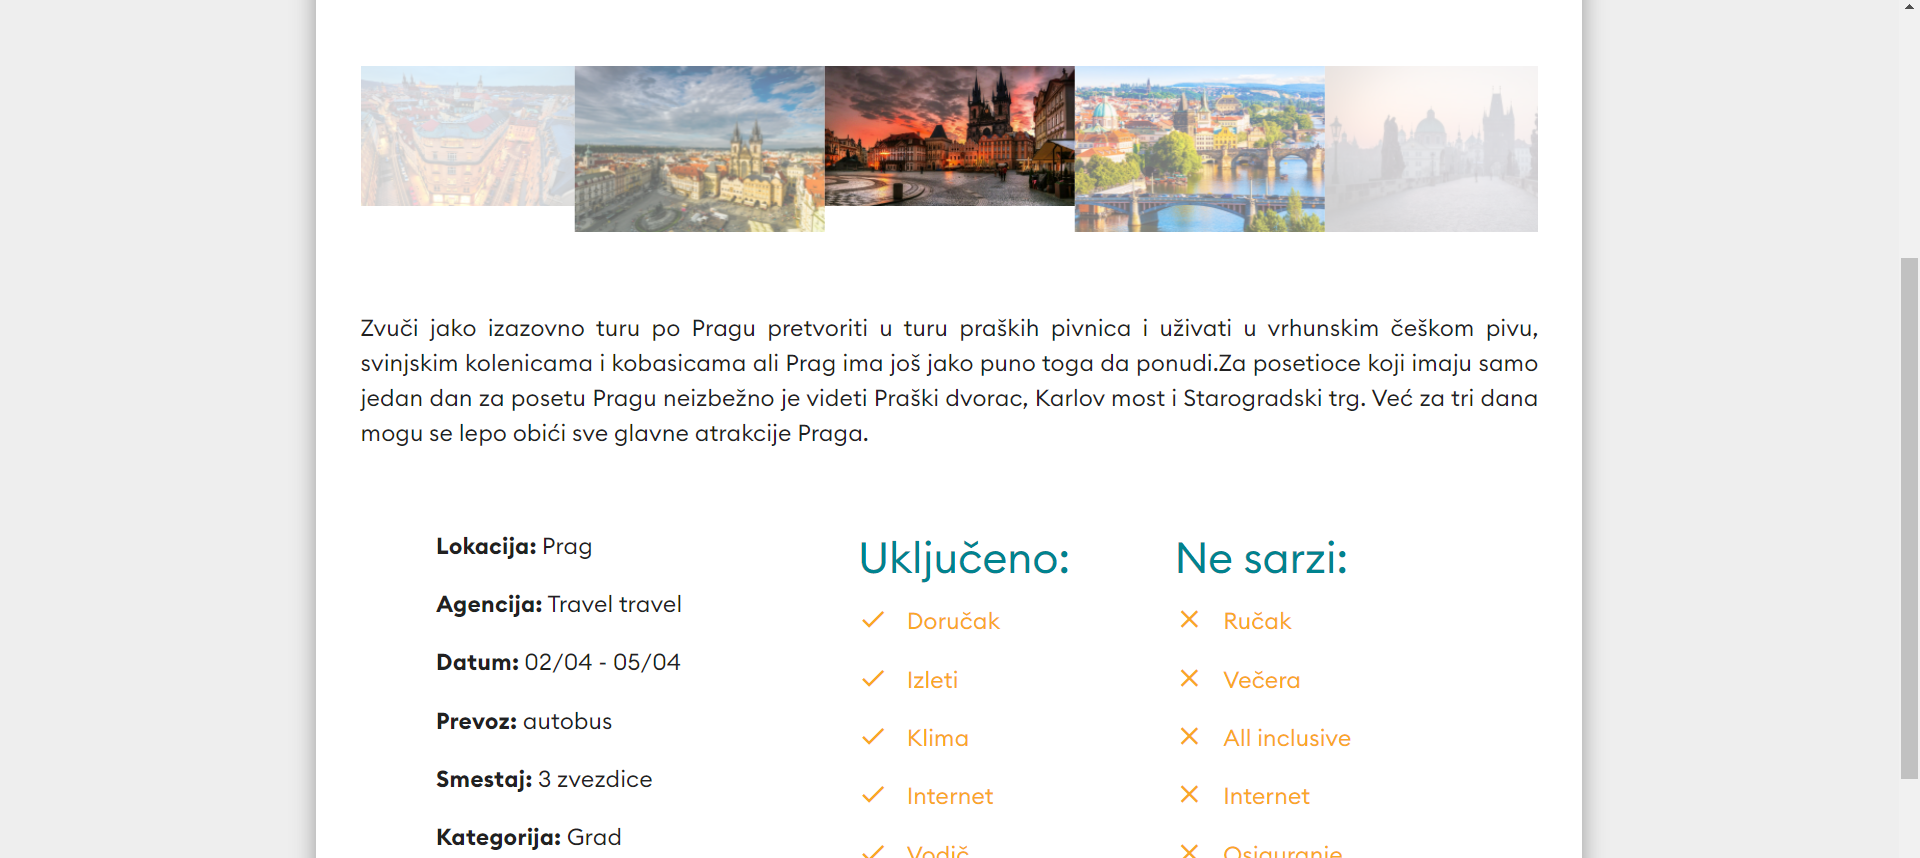 Zvuči jako izazovno turu po Pragu pretvoriti u turu praških pivnica i uživati u vrhunskim češkom pivu,
svinjskim kolenicama i kobasicama ali Prag ima još jako puno toga da ponudi.Za posetioce koji imaju samo
jedan dan za posetu Pragu neizbežno je videti Praški dvorac, Karlov most i Starogradski trg. Već za tri dana
mogu se lepo obići sve glavne atrakcije Praga.
Lokacija: Prag
Agencija: Travel travel
Datum: 02/04 - 05/04
Prevoz: autobus
Smestaj: 3 zvezdice
Kategorija: Grad
Uključeno:
Doručak
Izleti
Klima
Internet
Vodič
Ne sarzi:
Ručak
Večera
All inclusive
Internet
Osiguranje